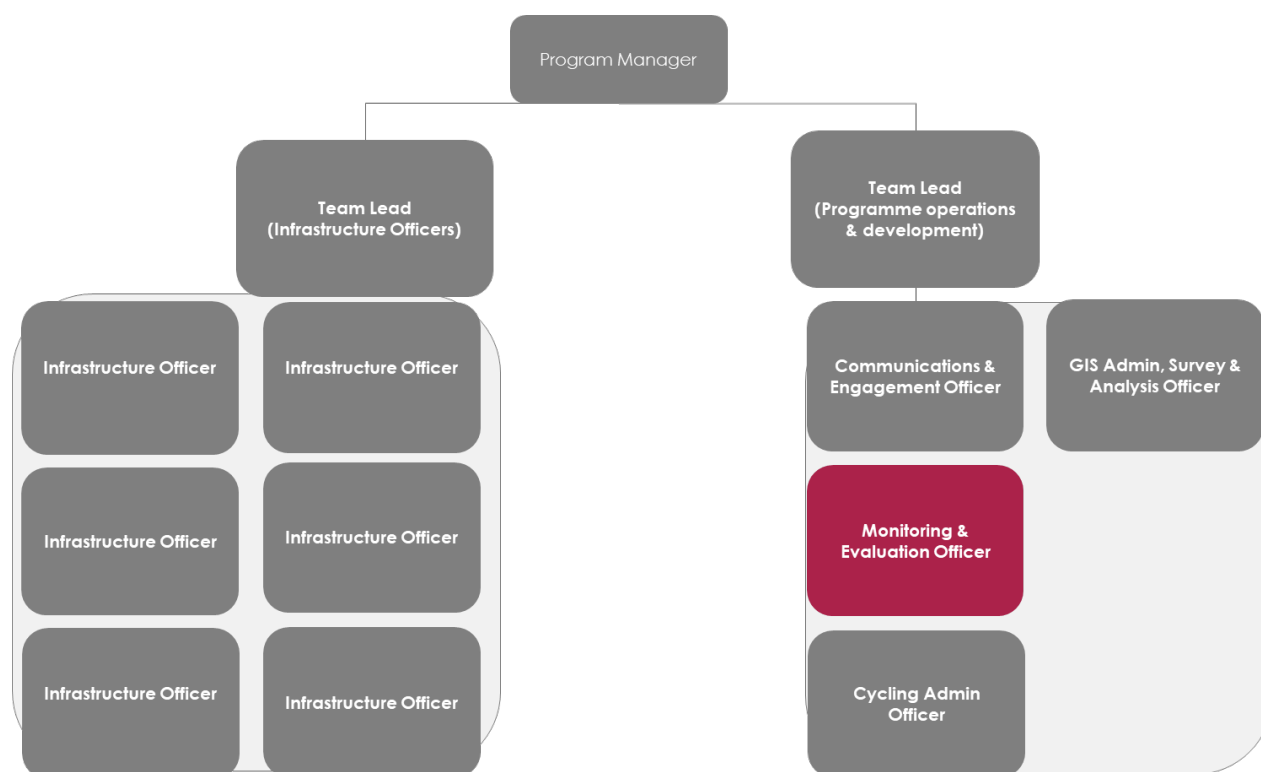 Program Manager
Team Lead
(Infrastructure Officers)
Team Lead
(Programme operations
& development)
Infrastructure Officer
Infrastructure Officer
Communications &
Engagement Officer
GIS Admin, Survey &
Analysis Officer
Infrastructure Officer
Infrastructure Officer
Monitoring &
Evaluation Officer
Infrastructure Officer
Infrastructure Officer
Cycling Admin
Officer